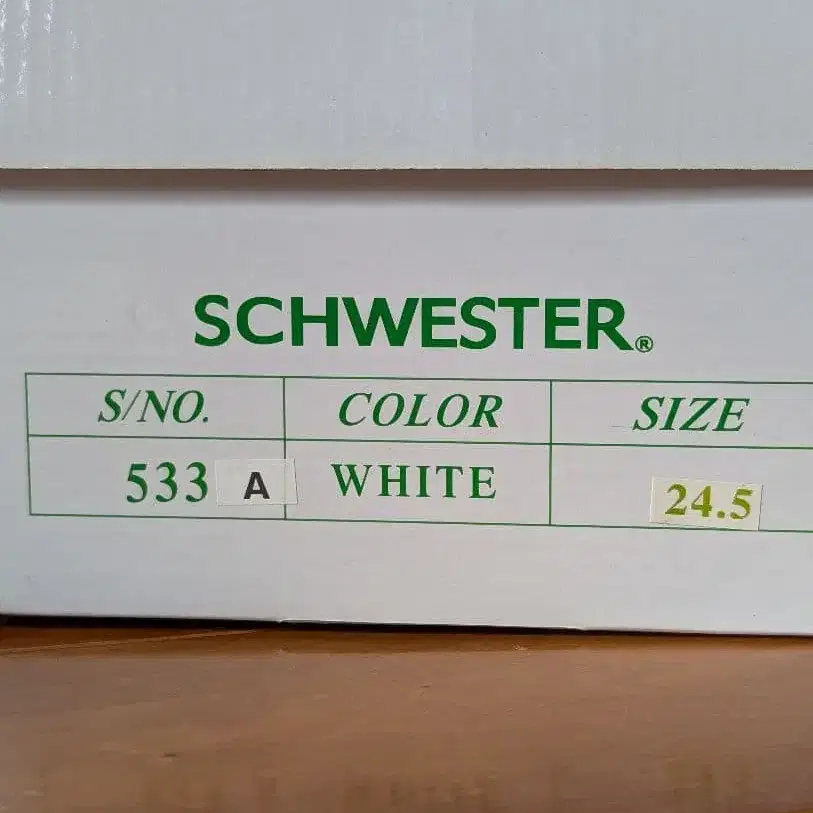 SCHWESTER®
S/NO. COLOR SIZE
533 A WHITE 24.5